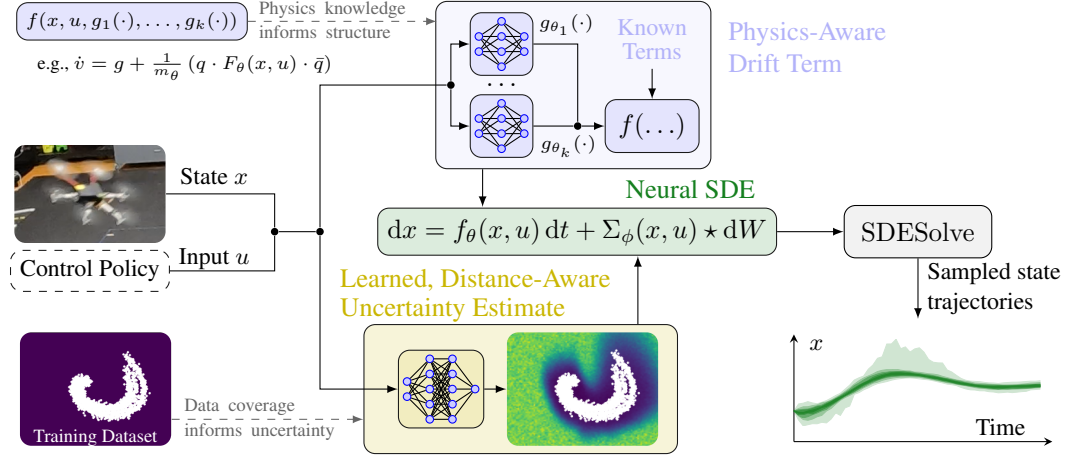 f(x, u, g₁(·), . . . , gₖ(·))
Physics knowledge
informs structure
e.g., v̇ = g + 1/m_θ (q · F_θ(x, u) · q̄)
g_θ₁(·)
. . .
g_θₖ(·)
Known
Terms
f(. . .)
Physics-Aware
Drift Term
State x
Input u
Control Policy
Neural SDE
dx = f_θ(x, u) dt + Σ_ϕ(x, u) ⋆ dW
SDESolve
Sampled state
trajectories
Learned, Distance-Aware
Uncertainty Estimate
Training Dataset
Data coverage
informs uncertainty
x
Time